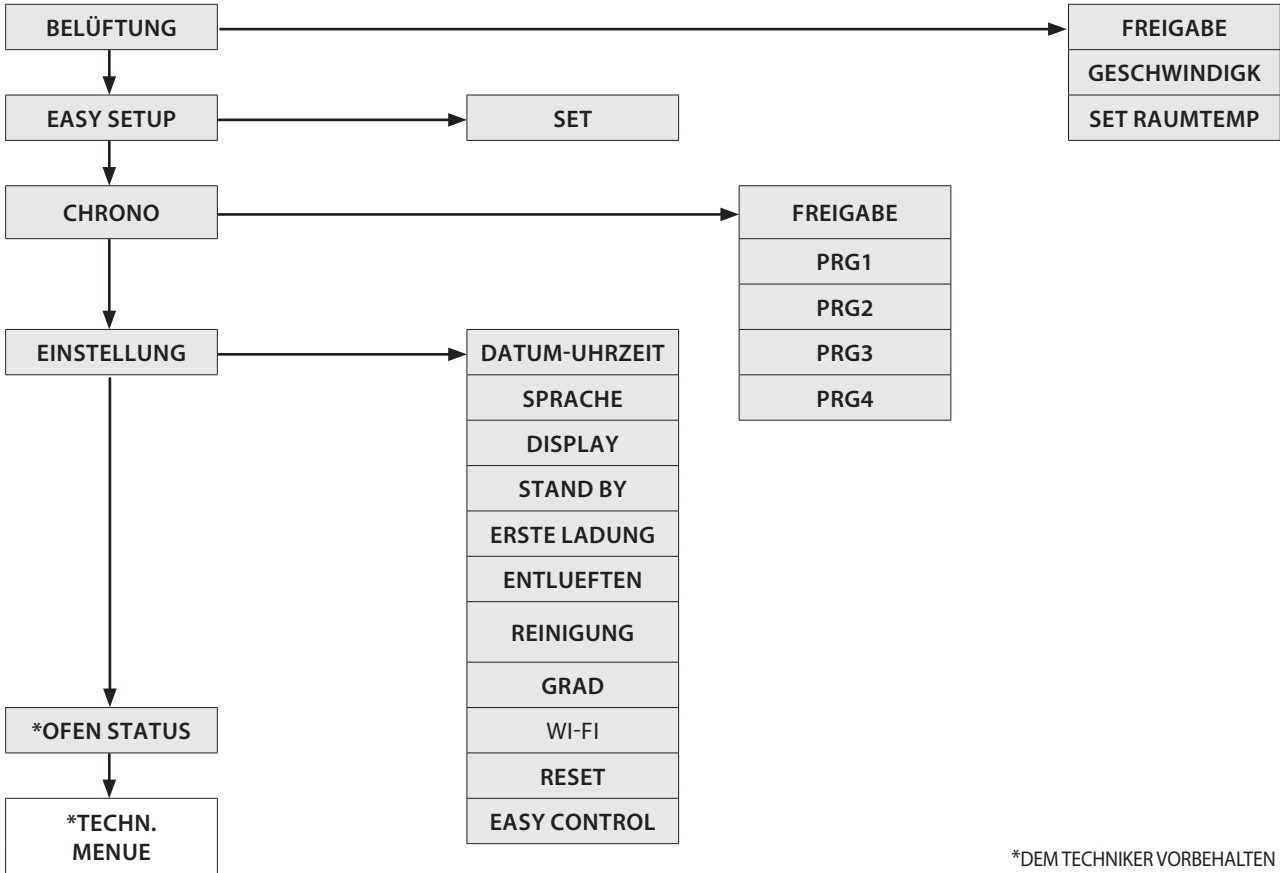 BELÜFTUNG
FREIGABE
GESCHWINDIGK
SET RAUMTEMP
EASY SETUP
SET
CHRONO
FREIGABE
PRG1
PRG2
PRG3
PRG4
EINSTELLUNG
DATUM-UHRZEIT
SPRACHE
DISPLAY
STAND BY
ERSTE LADUNG
ENTLUEFTEN
REINIGUNG
GRAD
WI-FI
RESET
EASY CONTROL
*OFEN STATUS
*TECHN.
MENUE
*DEM TECHNIKER VORBEHALTEN